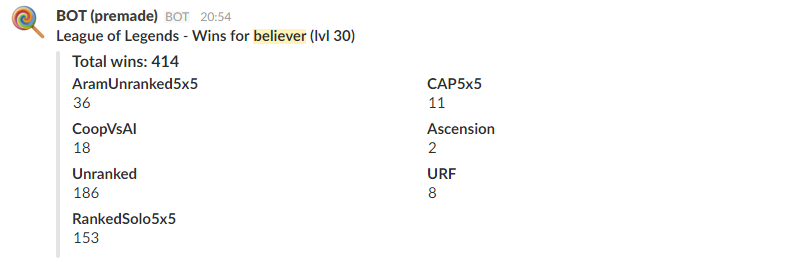 BOT (premade) BOT 20:54
League of Legends - Wins for believer (lvl 30)
Total wins: 414
AramUnranked5x5 CAP5x5
36 11
CoopVsAI Ascension
18 2
Unranked URF
186 8
RankedSolo5x5
153